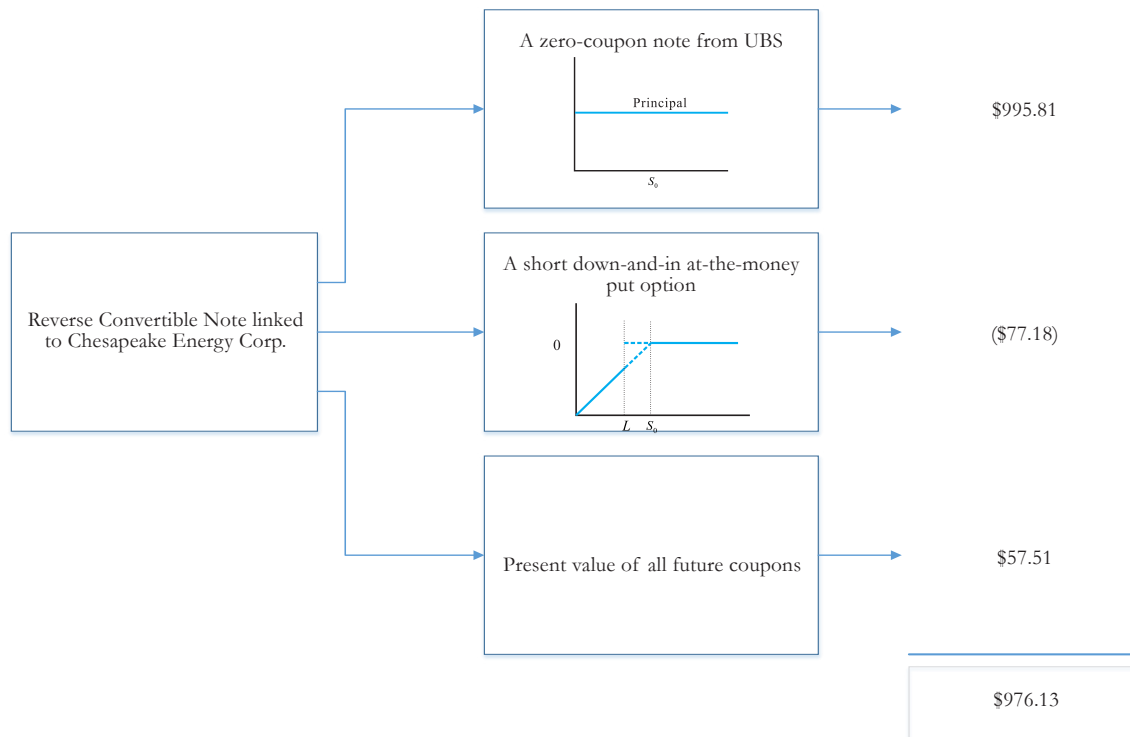 A zero-coupon note from UBS
Principal
S₀
$995.81
Reverse Convertible Note linked
to Chesapeake Energy Corp.
A short down-and-in at-the-money
put option
0
L S₀
($77.18)
Present value of all future coupons
$57.51
$976.13